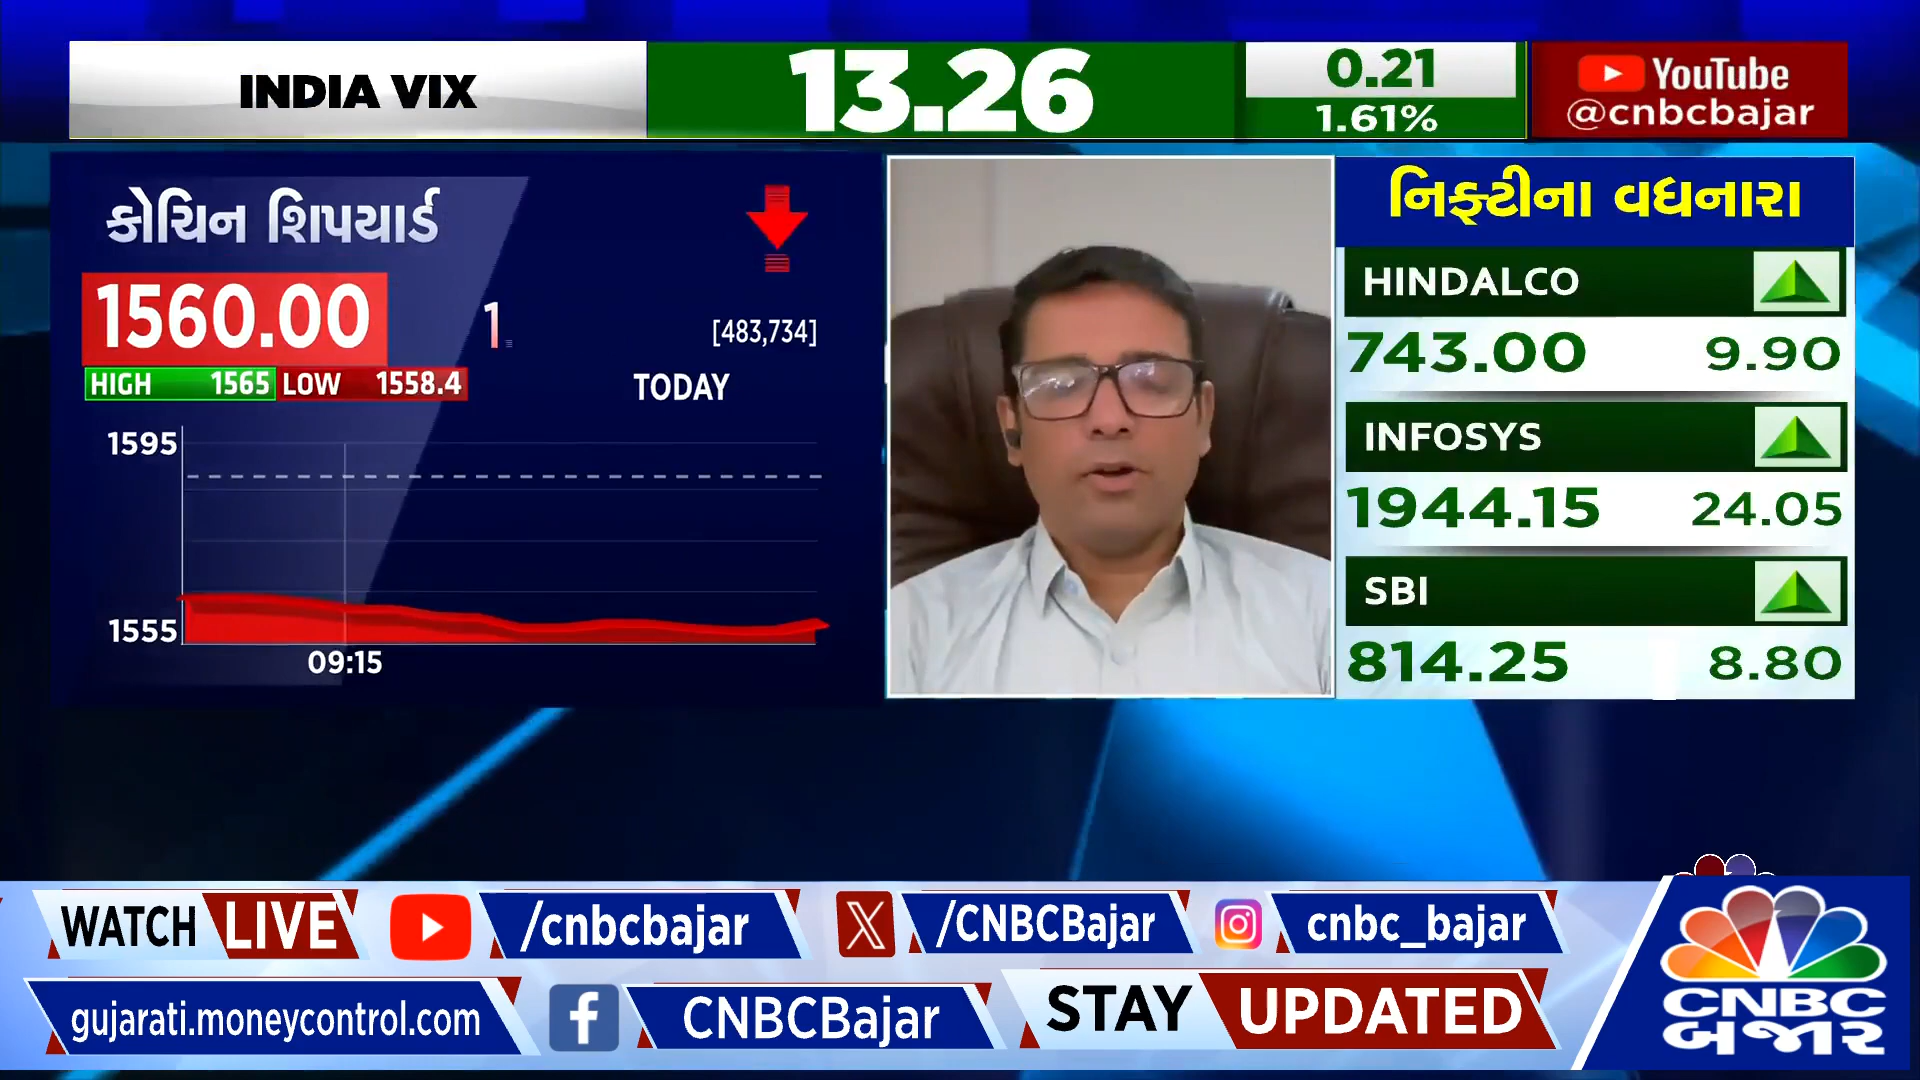 INDIA VIX
13.26
0.21
1.61%
YouTube
@cnbcbajar
કોચિન શિપયાર્ડ
1560.00
1.
[483,734]
HIGH 1565 LOW 1558.4
TODAY
1595
1555
09:15
નિફ્ટીના વધનારા
HINDALCO
743.00 9.90
INFOSYS
1944.15 24.05
SBI
814.25 8.80
WATCH LIVE /cnbcbajar /CNBCBajar cnbc_bajar
gujarati.moneycontrol.com CNBCBajar STAY UPDATED
CNBC
બજાર